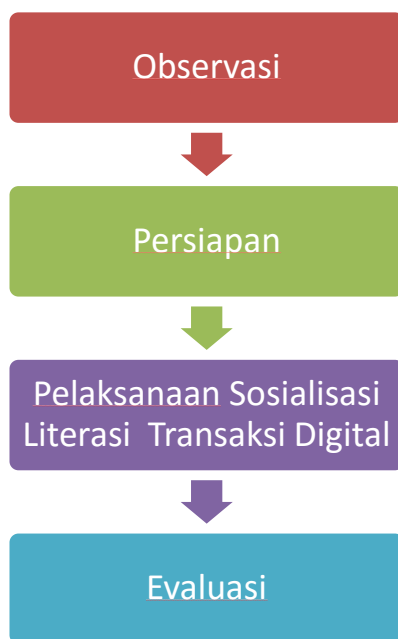 Observasi
Persiapan
Pelaksanaan Sosialisasi
Literasi  Transaksi Digital
Evaluasi